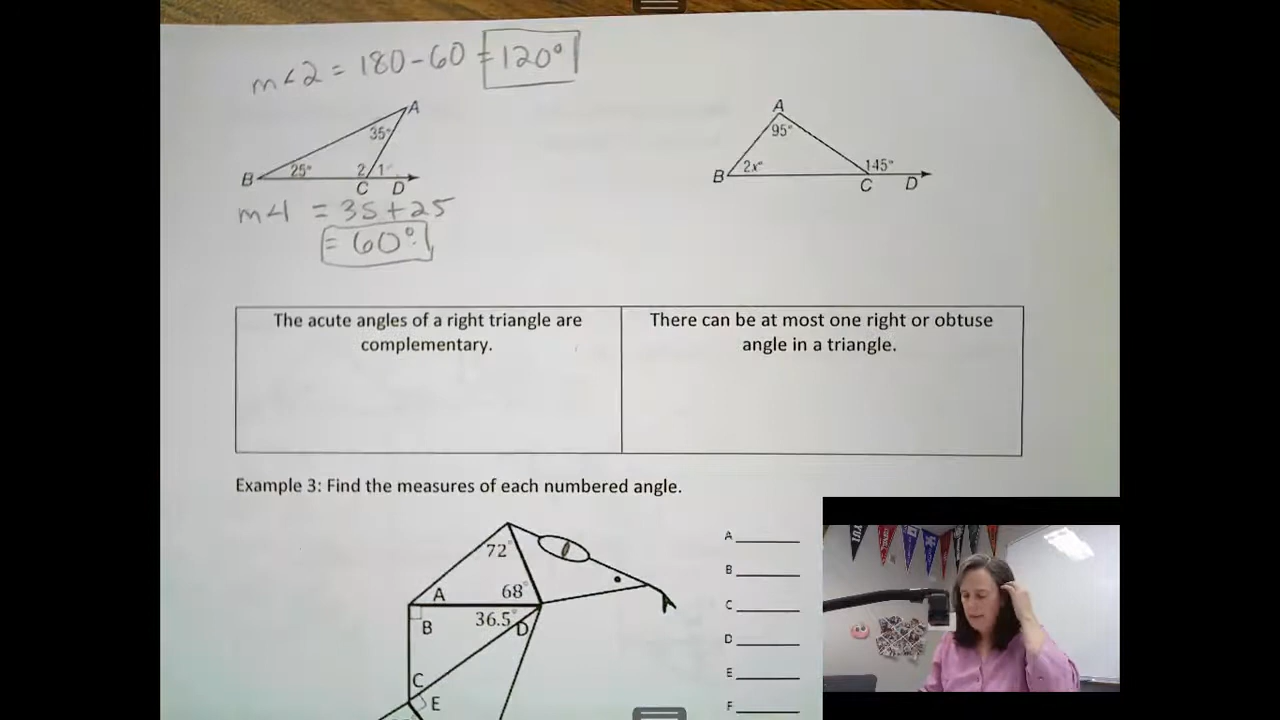 m<2 = 180-60 = 120°
A
35°
25°
2
1
B
C
D
m<1 = 35+25
= 60°
A
95°
2x°
145°
B
C
D
The acute angles of a right triangle are
complementary.
There can be at most one right or obtuse
angle in a triangle.
Example 3: Find the measures of each numbered angle.
72°
A
68°
36.5°
B
D
C
E
A
B
C
D
E
F